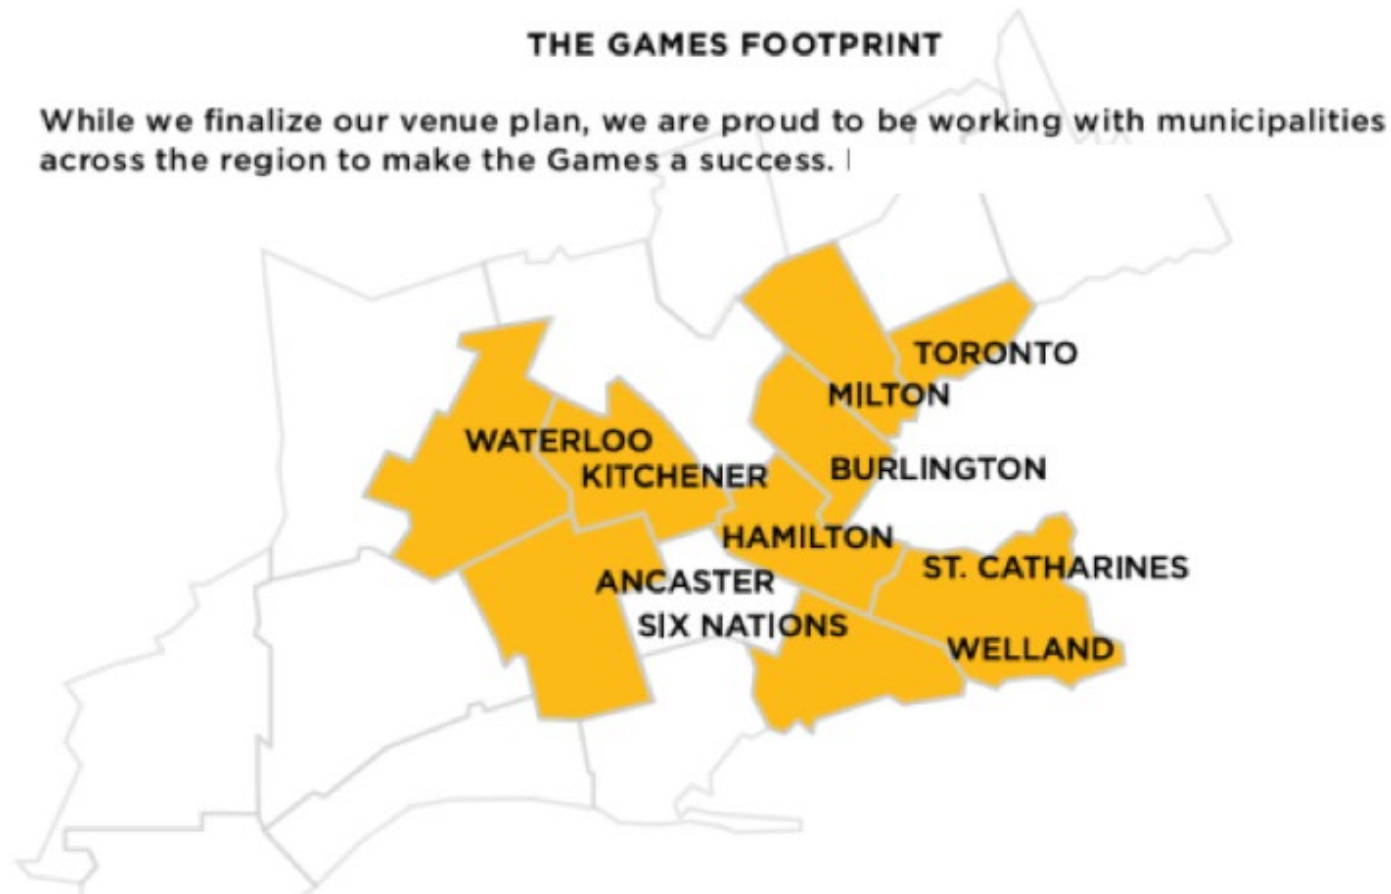 THE GAMES FOOTPRINT
While we finalize our venue plan, we are proud to be working with municipalities
across the region to make the Games a success. |
TORONTO
MILTON
WATERLOO
BURLINGTON
KITCHENER
HAMILTON
ST. CATHARINES
ANCASTER
SIX NATIONS
WELLAND